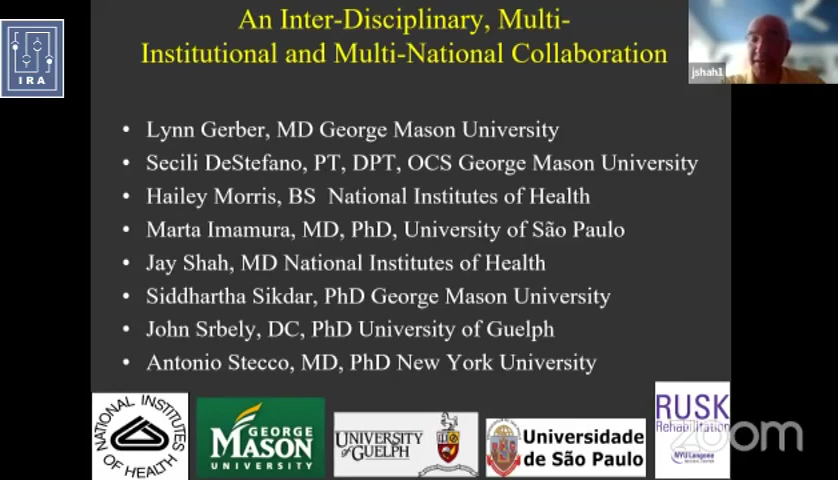 An Inter-Disciplinary, Multi-
Institutional and Multi-National Collaboration
IRA
jshah1
• Lynn Gerber, MD George Mason University
• Secili DeStefano, PT, DPT, OCS George Mason University
• Hailey Morris, BS National Institutes of Health
• Marta Imamura, MD, PhD, University of São Paulo
• Jay Shah, MD National Institutes of Health
• Siddhartha Sikdar, PhD George Mason University
• John Srbely, DC, PhD University of Guelph
• Antonio Stecco, MD, PhD New York University
NATIONAL INSTITUTES
OF HEALTH
GEORGE
MASON
UNIVERSITY
UNIVERSITY
OF GUELPH
Universidade
de São Paulo
RUSK
Rehabilitation
NYU Langone
zoom